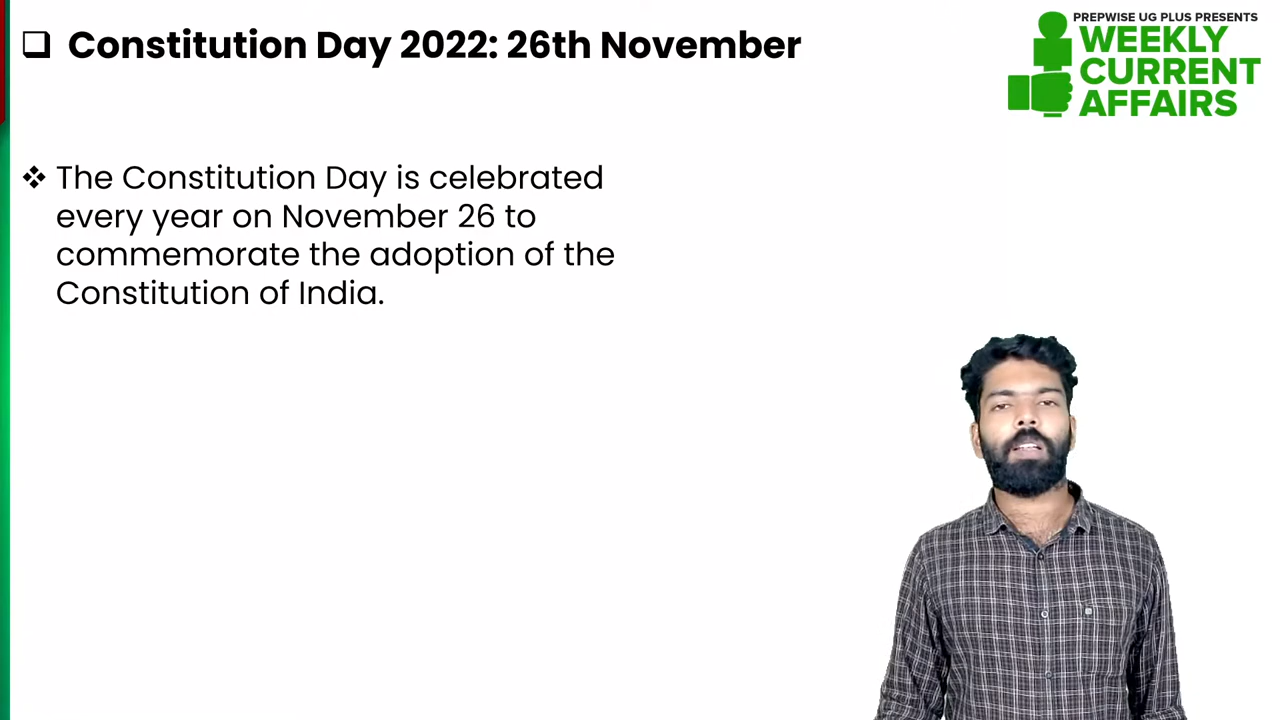 Constitution Day 2022: 26th November
PREPWISE UG PLUS PRESENTS
WEEKLY
CURRENT
AFFAIRS
The Constitution Day is celebrated
every year on November 26 to
commemorate the adoption of the
Constitution of India.